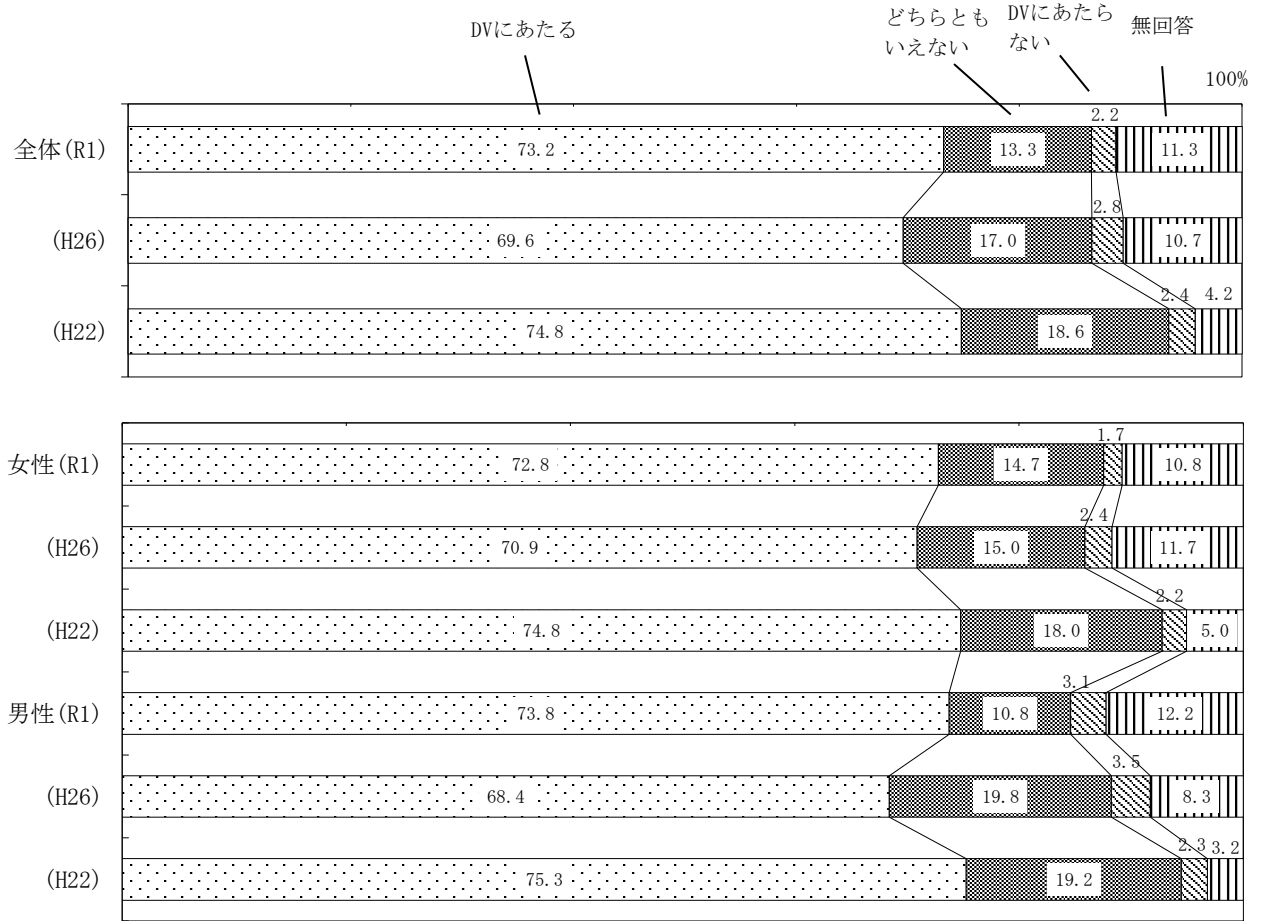 DVにあたる
どちらとも
いえない
DVにあたら
ない
無回答
100%
2.2
全体(R1) 73.2 13.3 11.3
2.8
(H26) 69.6 17.0 10.7
2.4 4.2
(H22) 74.8 18.6
1.7
女性(R1) 72.8 14.7 10.8
2.4
(H26) 70.9 15.0 11.7
2.2
(H22) 74.8 18.0 5.0
3.1
男性(R1) 73.8 10.8 12.2
3.5
(H26) 68.4 19.8 8.3
2.3 3.2
(H22) 75.3 19.2